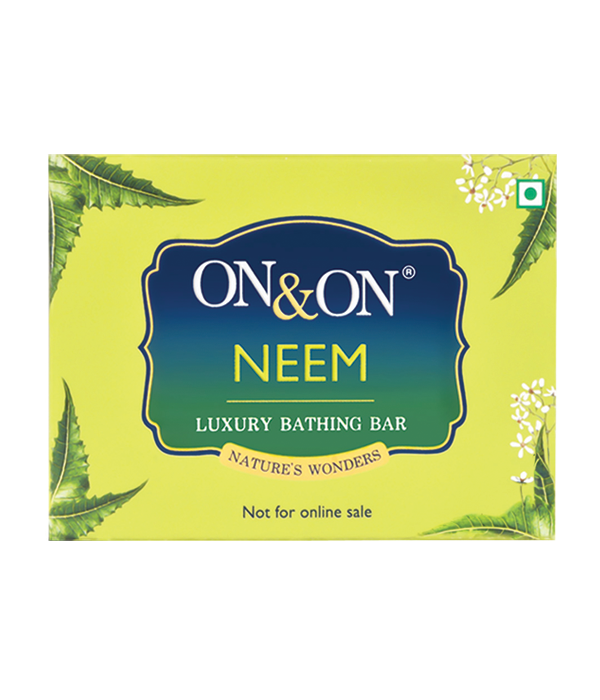 ON&ON®
NEEM
LUXURY BATHING BAR
NATURE'S WONDERS
Not for online sale